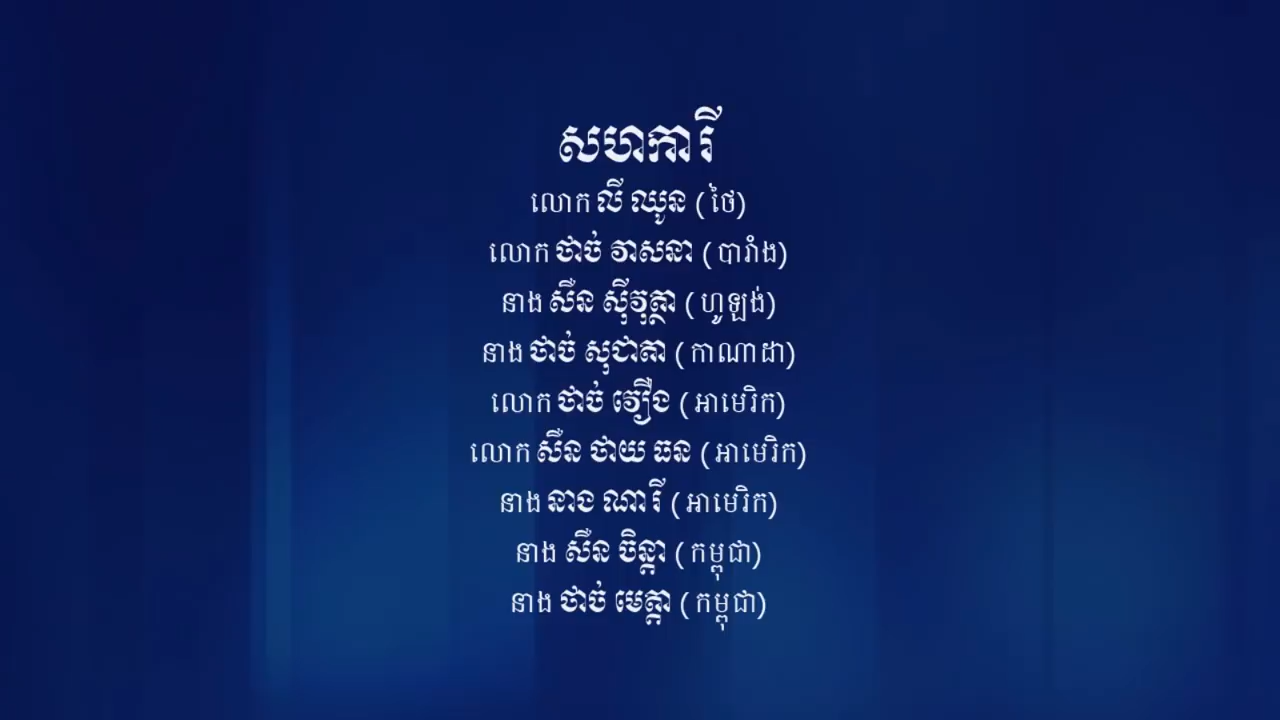 សហការី
លោក លី ឈូន (ថៃ)
លោក ថាច់ វាសនា (បារាំង)
នាង សឺន ស៊ីវុត្ថា (ហូឡង់)
នាង ថាច់ សុជាតា (កាណាដា)
លោក ថាច់ វឿង (អាមេរិក)
លោក សឺន ថាយ ធន (អាមេរិក)
នាង នាង ណារី (អាមេរិក)
នាង សឺន ចិន្តា (កម្ពុជា)
នាង ថាច់ មេត្តា (កម្ពុជា)